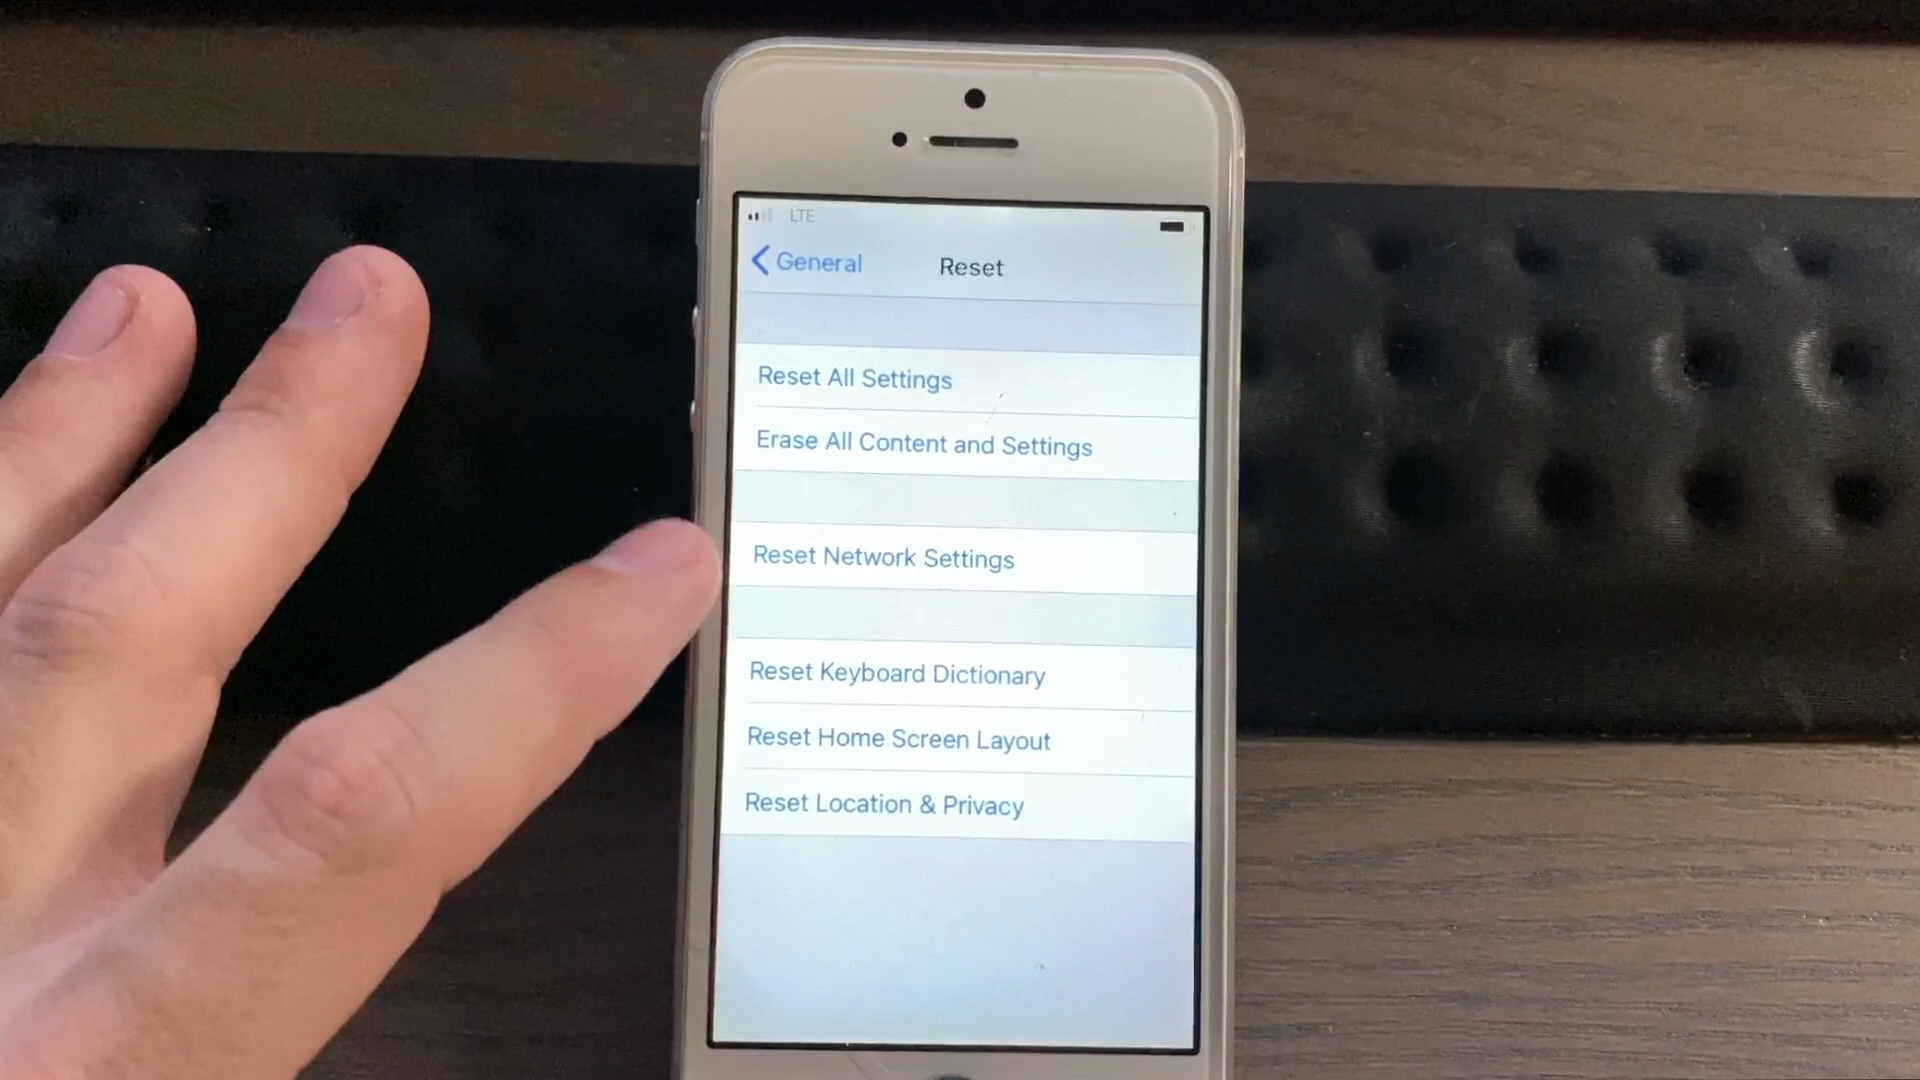 LTE
General
Reset
Reset All Settings
Erase All Content and Settings
Reset Network Settings
Reset Keyboard Dictionary
Reset Home Screen Layout
Reset Location & Privacy